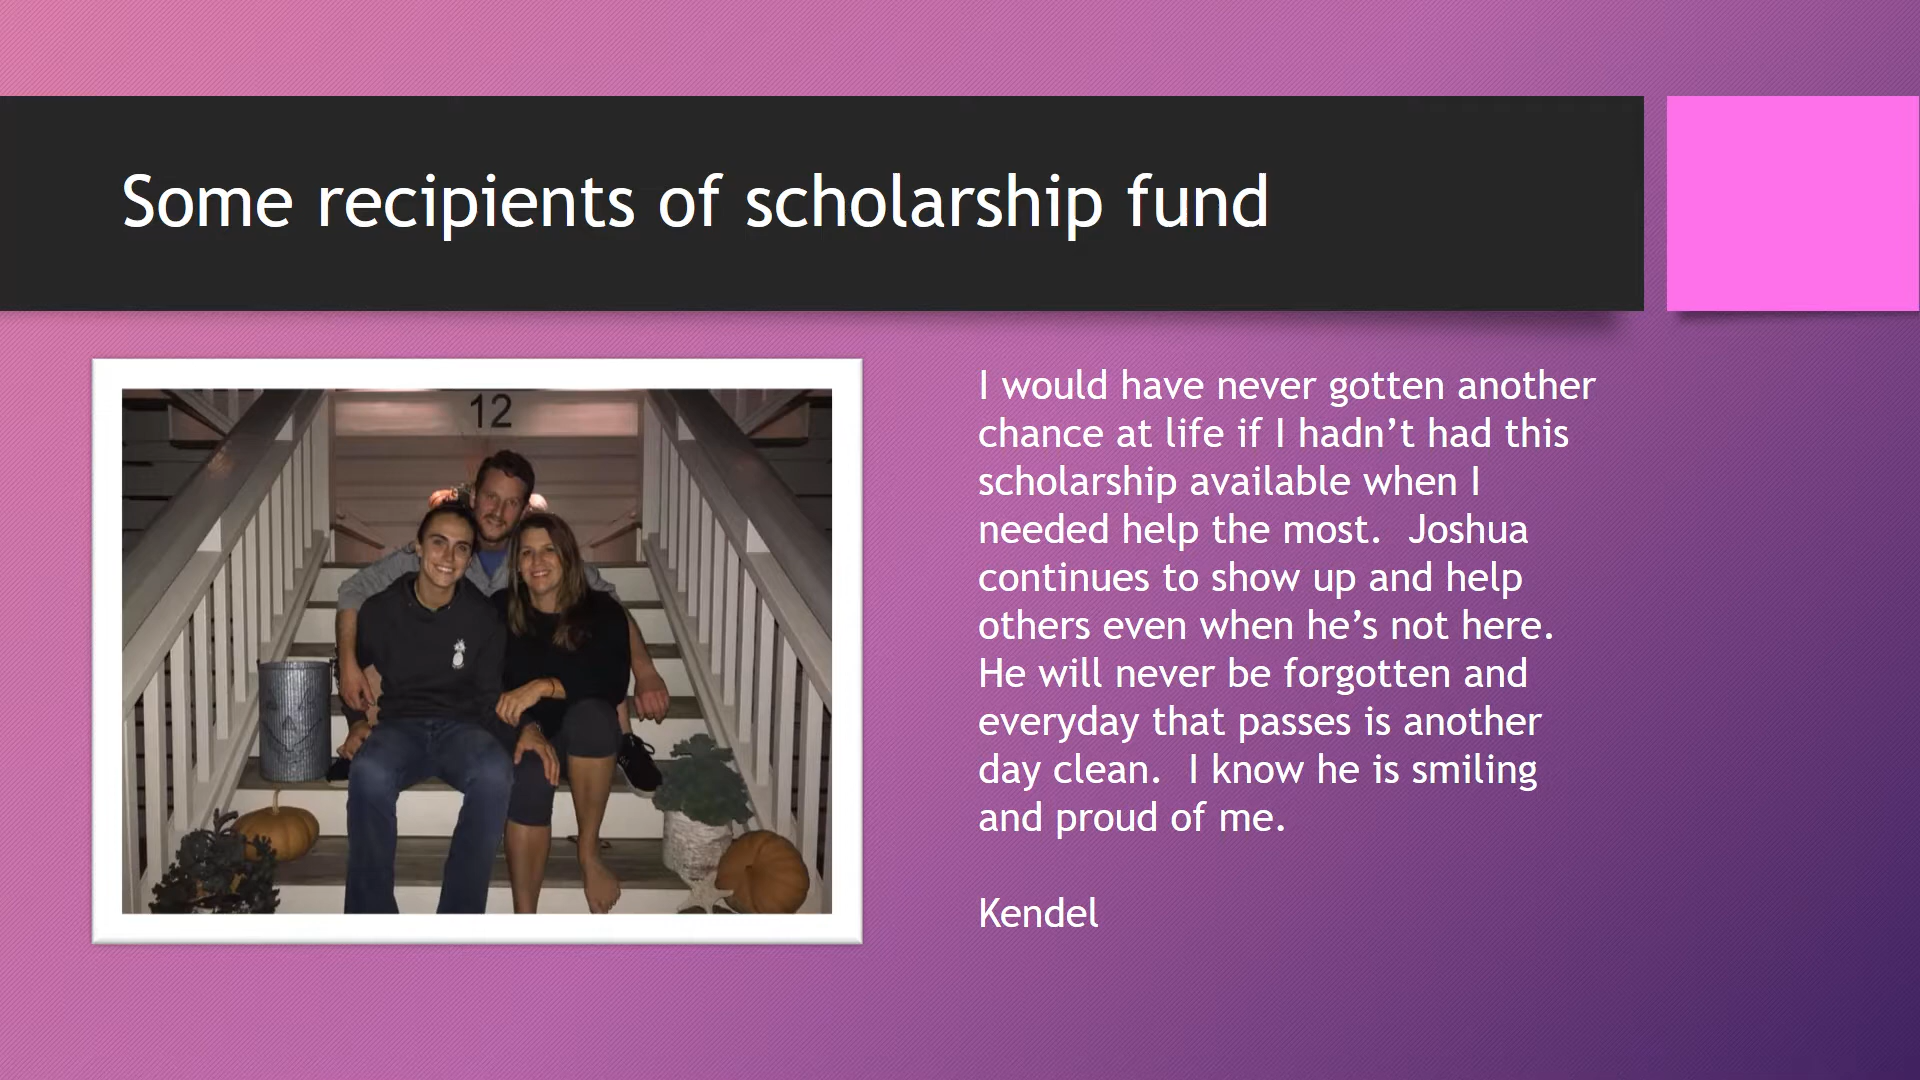 Some recipients of scholarship fund
12
I would have never gotten another
chance at life if I hadn’t had this
scholarship available when I
needed help the most.  Joshua
continues to show up and help
others even when he’s not here.
He will never be forgotten and
everyday that passes is another
day clean.  I know he is smiling
and proud of me.
Kendel